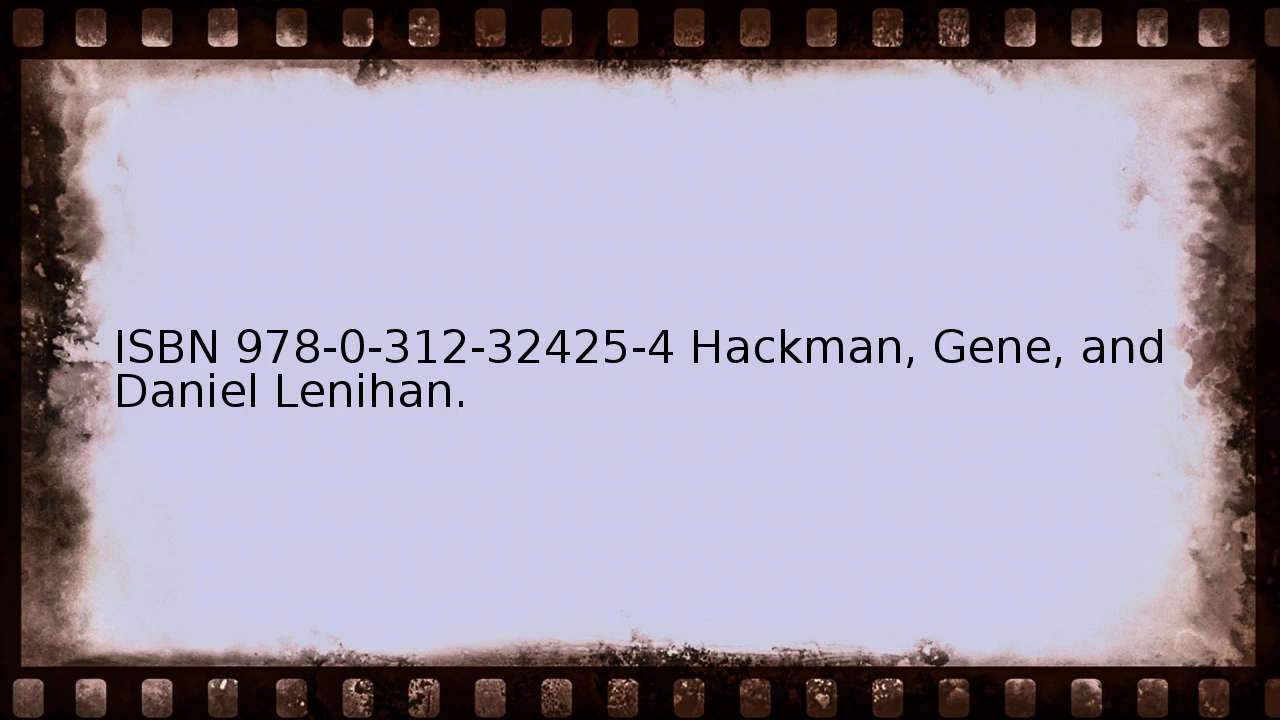 ISBN 978-0-312-32425-4 Hackman, Gene, and
Daniel Lenihan.